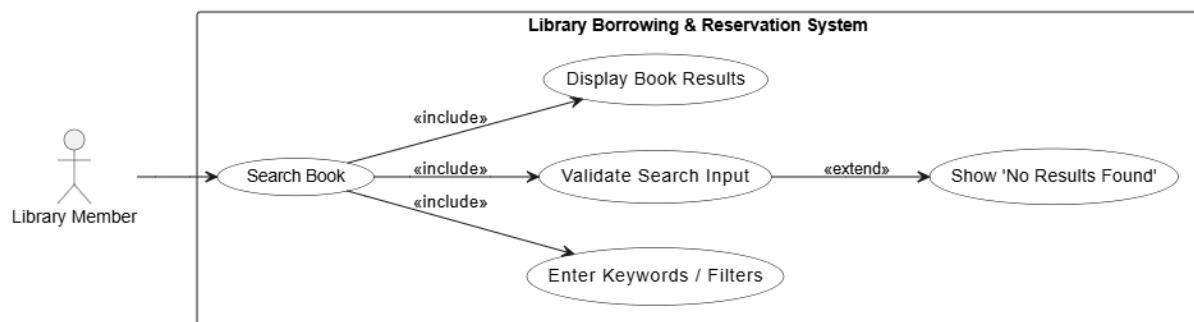 Library Borrowing & Reservation System
Display Book Results
«include»
Search Book
«include»
Validate Search Input
«extend»
Show 'No Results Found'
«include»
Library Member
Enter Keywords / Filters